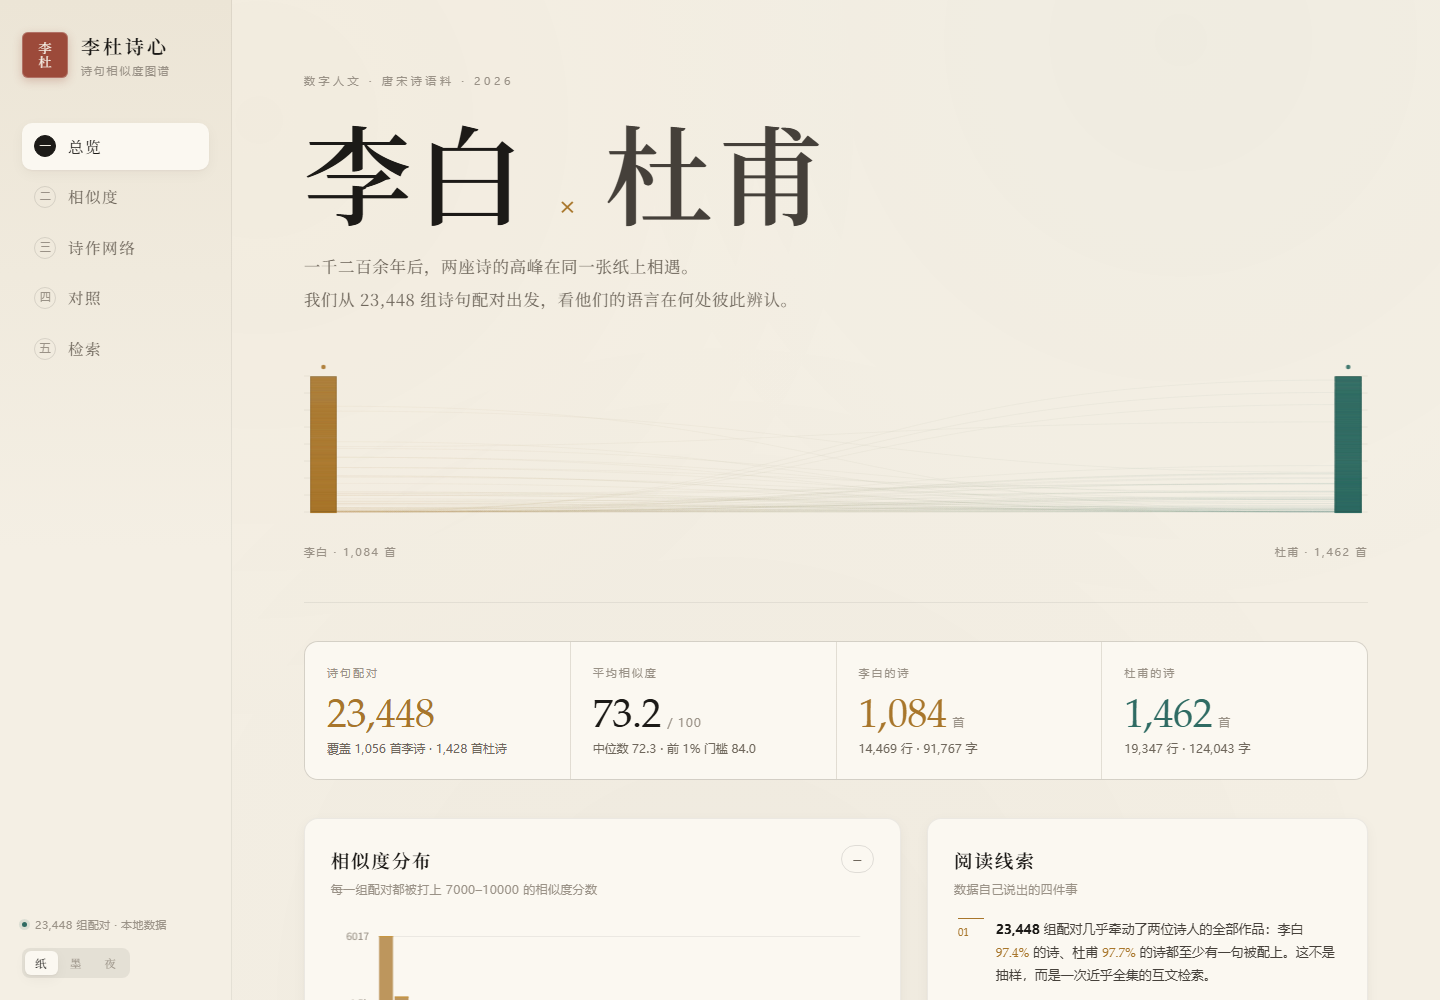 李杜
李杜诗心
诗句相似度图谱
一 总览
二 相似度
三 诗作网络
四 对照
五 检索
23,448 组配对 · 本地数据
纸 墨 夜
数字人文 · 唐宋诗语料 · 2026
李白 × 杜甫
一千二百余年后，两座诗的高峰在同一张纸上相遇。
我们从 23,448 组诗句配对出发，看他们的语言在何处彼此辨认。
李白 · 1,084 首
杜甫 · 1,462 首
诗句配对
23,448
覆盖 1,056 首李诗 · 1,428 首杜诗
平均相似度
73.2 / 100
中位数 72.3 · 前 1% 门槛 84.0
李白的诗
1,084 首
14,469 行 · 91,767 字
杜甫的诗
1,462 首
19,347 行 · 124,043 字
相似度分布
–
每一组配对都被打上 7000–10000 的相似度分数
6017
阅读线索
数据自己说出的四件事
01
23,448 组配对几乎牵动了两位诗人的全部作品：李白
97.4% 的诗、杜甫 97.7% 的诗都至少有一句被配上。这不是
抽样，而是一次近乎全集的互文检索。